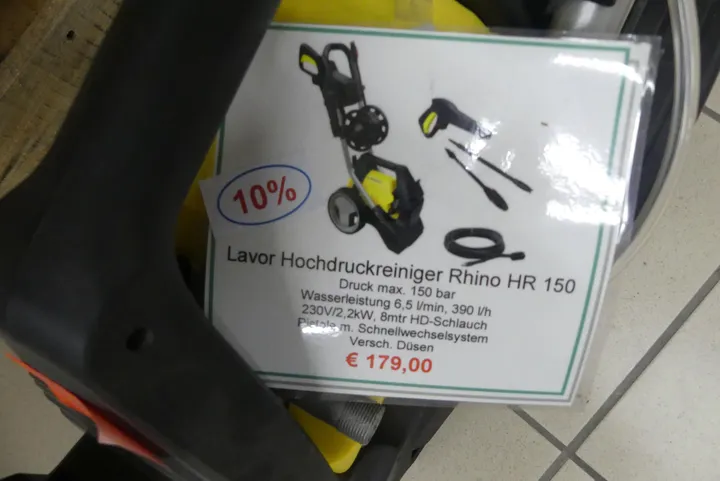 10%
Lavor Hochdruckreiniger Rhino HR 150
Druck max. 150 bar
Wasserleistung 6,5 l/min, 390 l/h
230V/2,2kW, 8mtr HD-Schlauch
Pistole m. Schnellwechselsystem
Versch. Düsen
€ 179,00